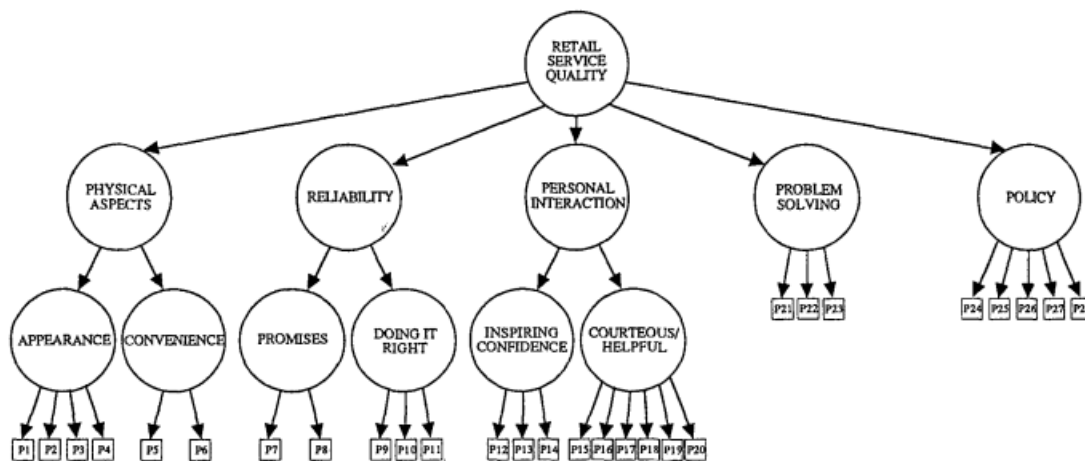 RETAIL
SERVICE
QUALITY
PHYSICAL
ASPECTS
RELIABILITY
PERSONAL
INTERACTION
PROBLEM
SOLVING
POLICY
P21 P22 P23
P24 P25 P26 P27 P2
APPEARANCE
CONVENIENCE
PROMISES
DOING IT
RIGHT
INSPIRING
CONFIDENCE
COURTEOUS/
HELPFUL
P1 P2 P3 P4 P5 P6 P7 P8 P9 P10 P11 P12 P13 P14 P15 P16 P17 P18 P19 P20